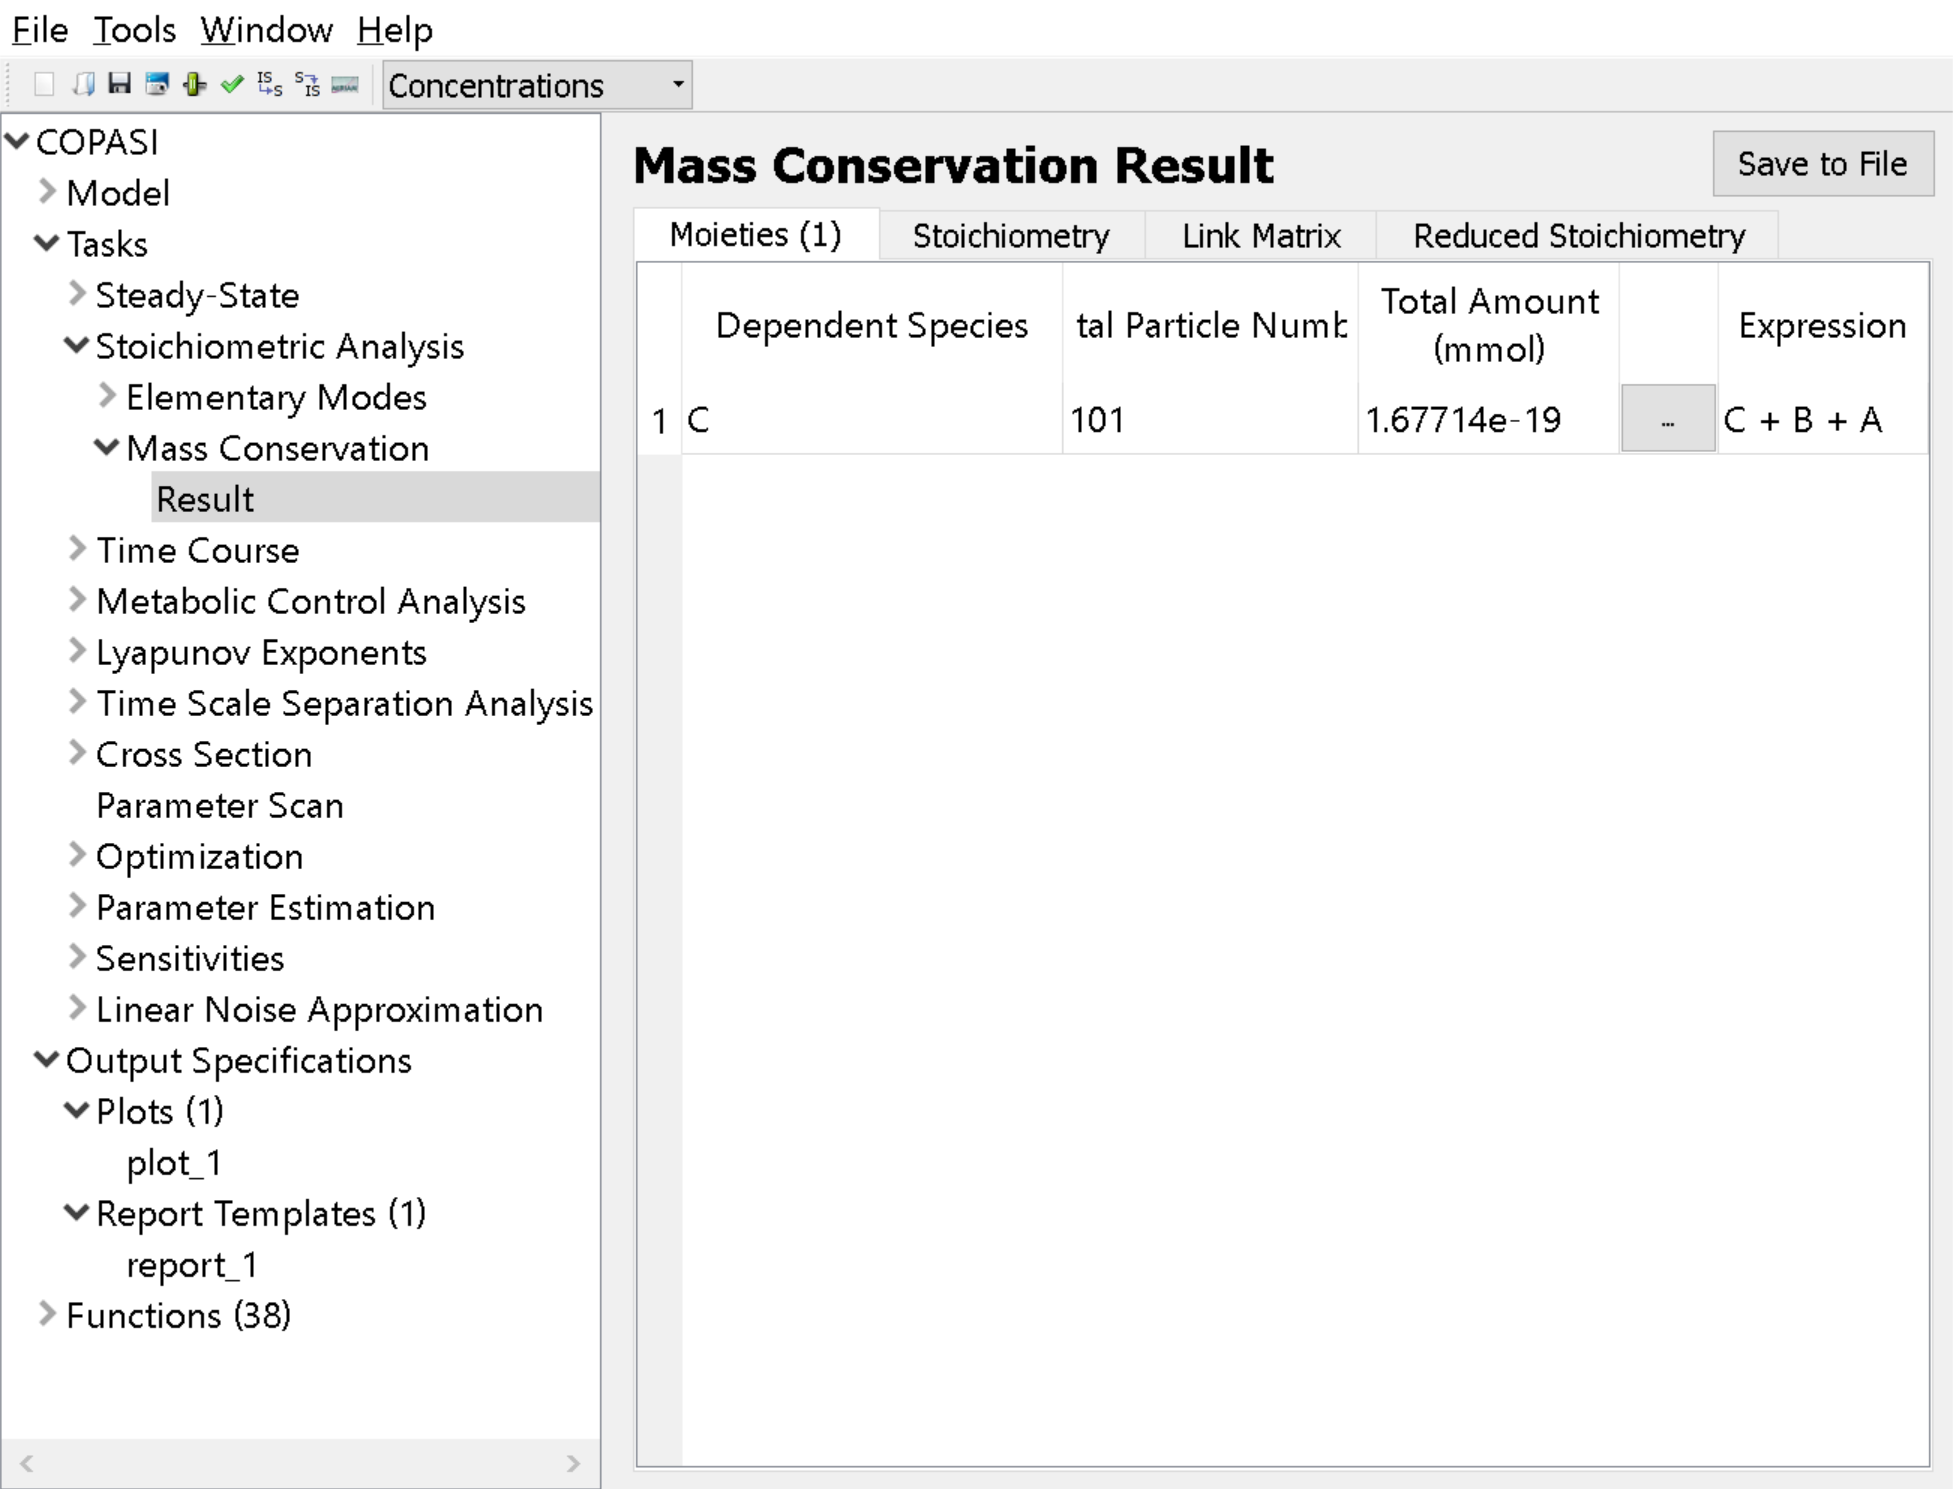 File Tools Window Help
IS S S IS Concentrations
COPASI
Model
Tasks
Steady-State
Stoichiometric Analysis
Elementary Modes
Mass Conservation
Result
Time Course
Metabolic Control Analysis
Lyapunov Exponents
Time Scale Separation Analysis
Cross Section
Parameter Scan
Optimization
Parameter Estimation
Sensitivities
Linear Noise Approximation
Output Specifications
Plots (1)
plot_1
Report Templates (1)
report_1
Functions (38)
Mass Conservation Result
Save to File
Moieties (1) Stoichiometry Link Matrix Reduced Stoichiometry
Dependent Species tal Particle Numb Total Amount (mmol) Expression
1 C 101 1.67714e-19 ... C + B + A